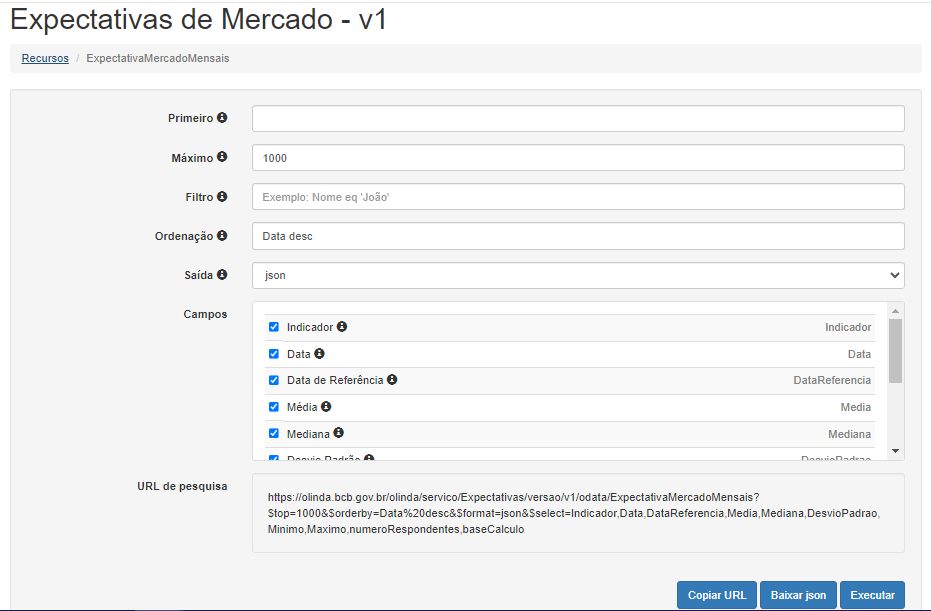 Expectativas de Mercado - v1
Recursos / ExpectativaMercadoMensais
Primeiro
Máximo 1000
Filtro Exemplo: Nome eq 'João'
Ordenação Data desc
Saída json
Campos
Indicador Indicador
Data Data
Data de Referência DataReferencia
Média Media
Mediana Mediana
Desvio Padrão DesvioPadrao
URL de pesquisa
https://olinda.bcb.gov.br/olinda/servico/Expectativas/versao/v1/odata/ExpectativaMercadoMensais?
$top=1000&$orderby=Data%20desc&$format=json&$select=Indicador,Data,DataReferencia,Media,Mediana,DesvioPadrao,
Minimo,Maximo,numeroRespondentes,baseCalculo
Copiar URL Baixar json Executar